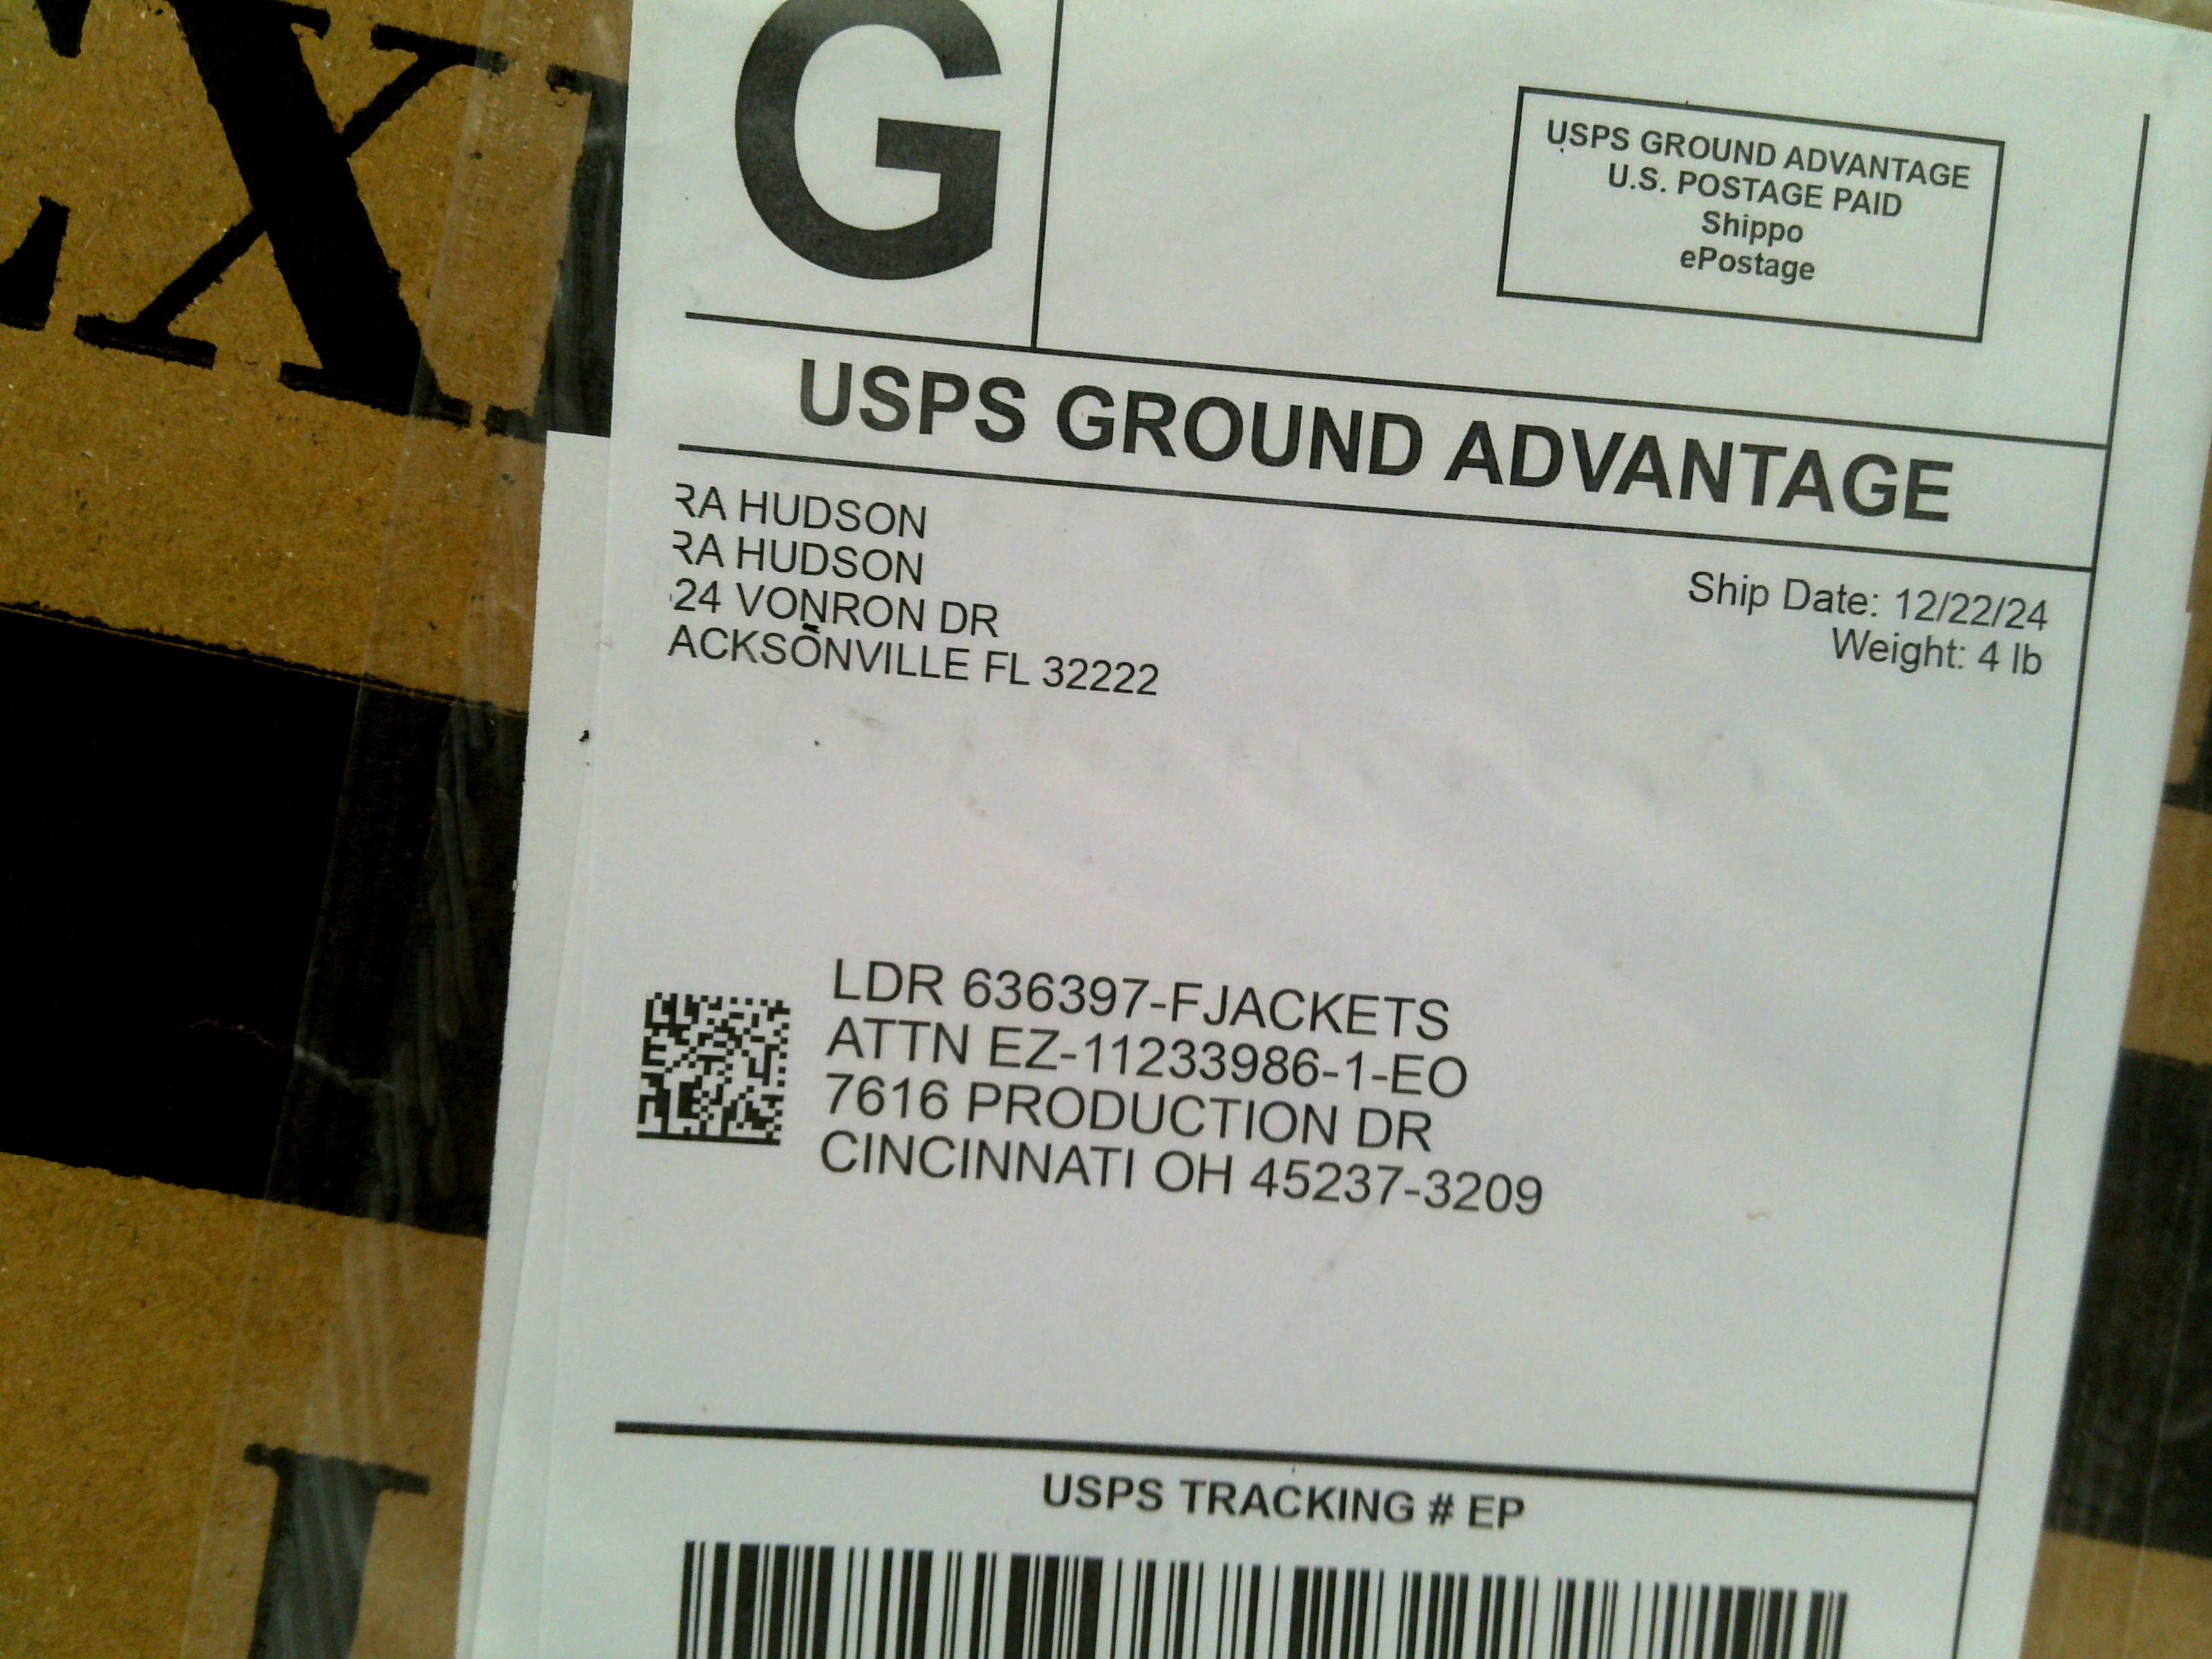 G
USPS GROUND ADVANTAGE
U.S. POSTAGE PAID
Shippo
ePostage
USPS GROUND ADVANTAGE
RA HUDSON
RA HUDSON
24 VONRON DR
ACKSONVILLE FL 32222
Ship Date: 12/22/24
Weight: 4 lb
LDR 636397-FJACKETS
ATTN EZ-11233986-1-EO
7616 PRODUCTION DR
CINCINNATI OH 45237-3209
USPS TRACKING # EP